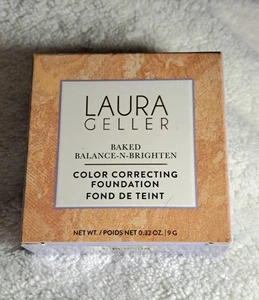 LAURA
GELLER
BAKED
BALANCE-N-BRIGHTEN
COLOR CORRECTING
FOUNDATION
FOND DE TEINT
NET WT. / POIDS NET 0.32 OZ. | 9 G